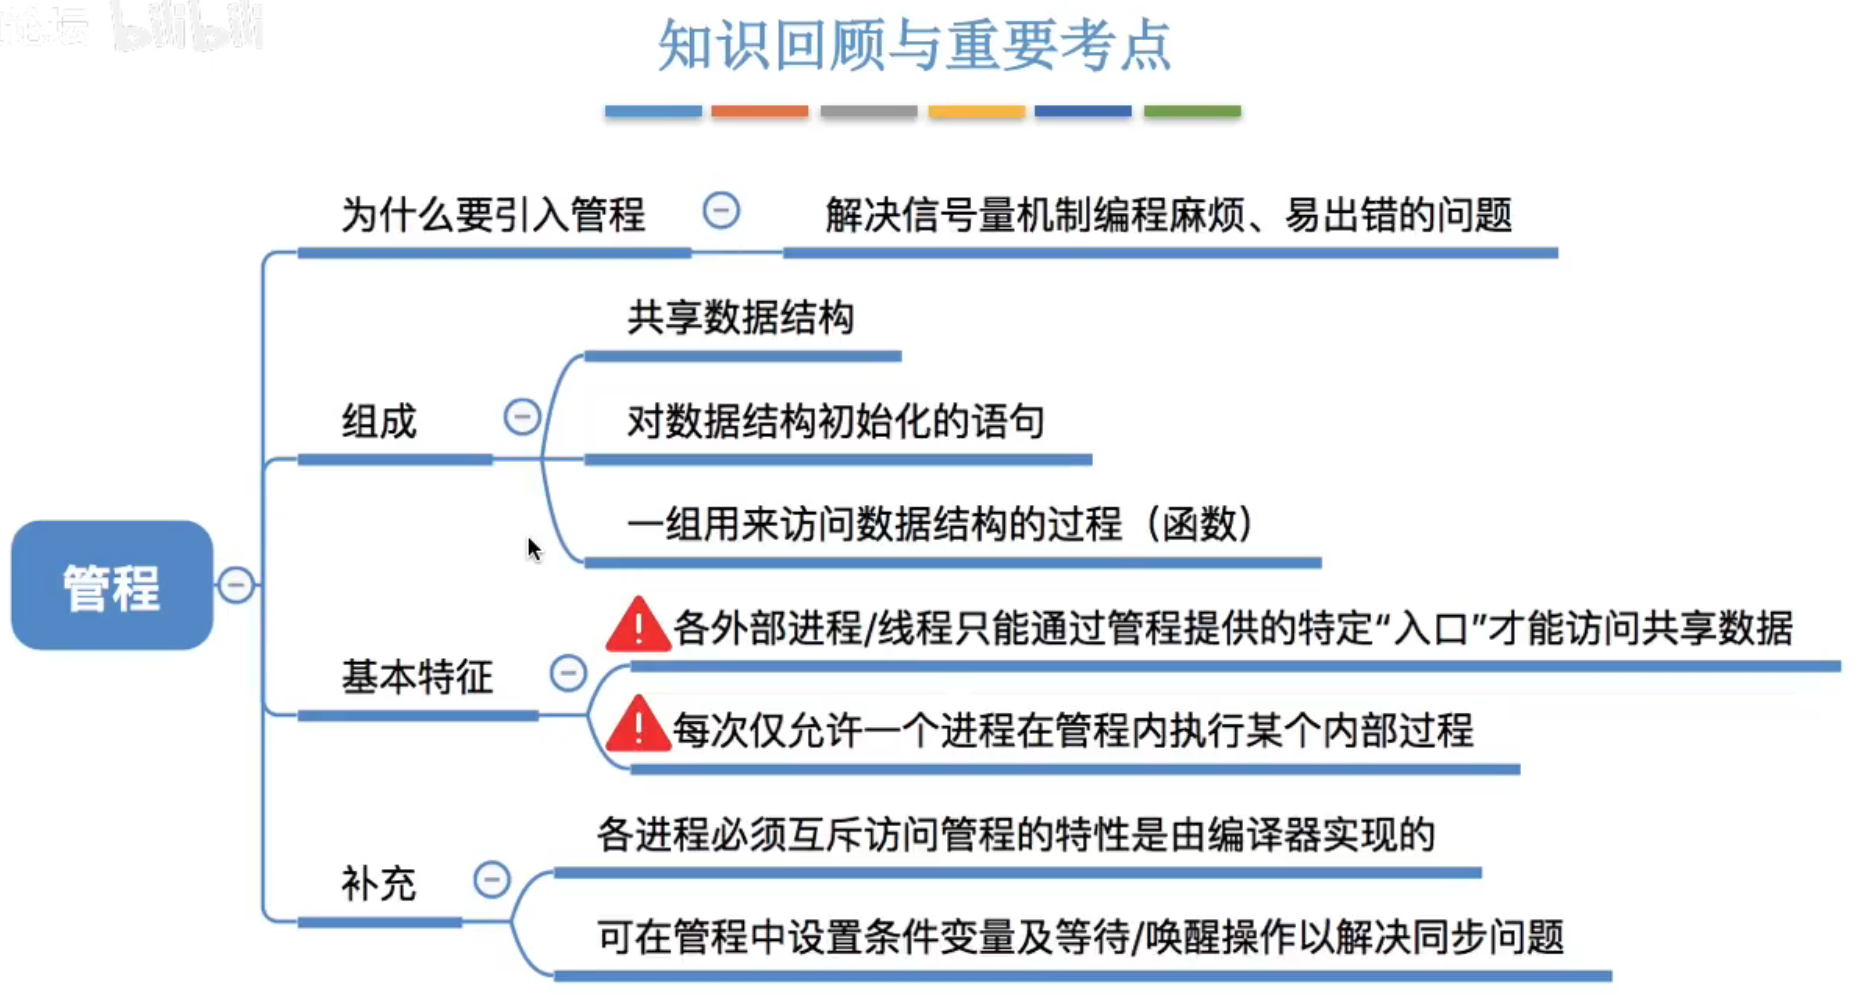 论坛 bilibili
知识回顾与重要考点
为什么要引入管程
解决信号量机制编程麻烦、易出错的问题
共享数据结构
组成
对数据结构初始化的语句
一组用来访问数据结构的过程（函数）
管程
各外部进程/线程只能通过管程提供的特定“入口”才能访问共享数据
基本特征
每次仅允许一个进程在管程内执行某个内部过程
各进程必须互斥访问管程的特性是由编译器实现的
补充
可在管程中设置条件变量及等待/唤醒操作以解决同步问题